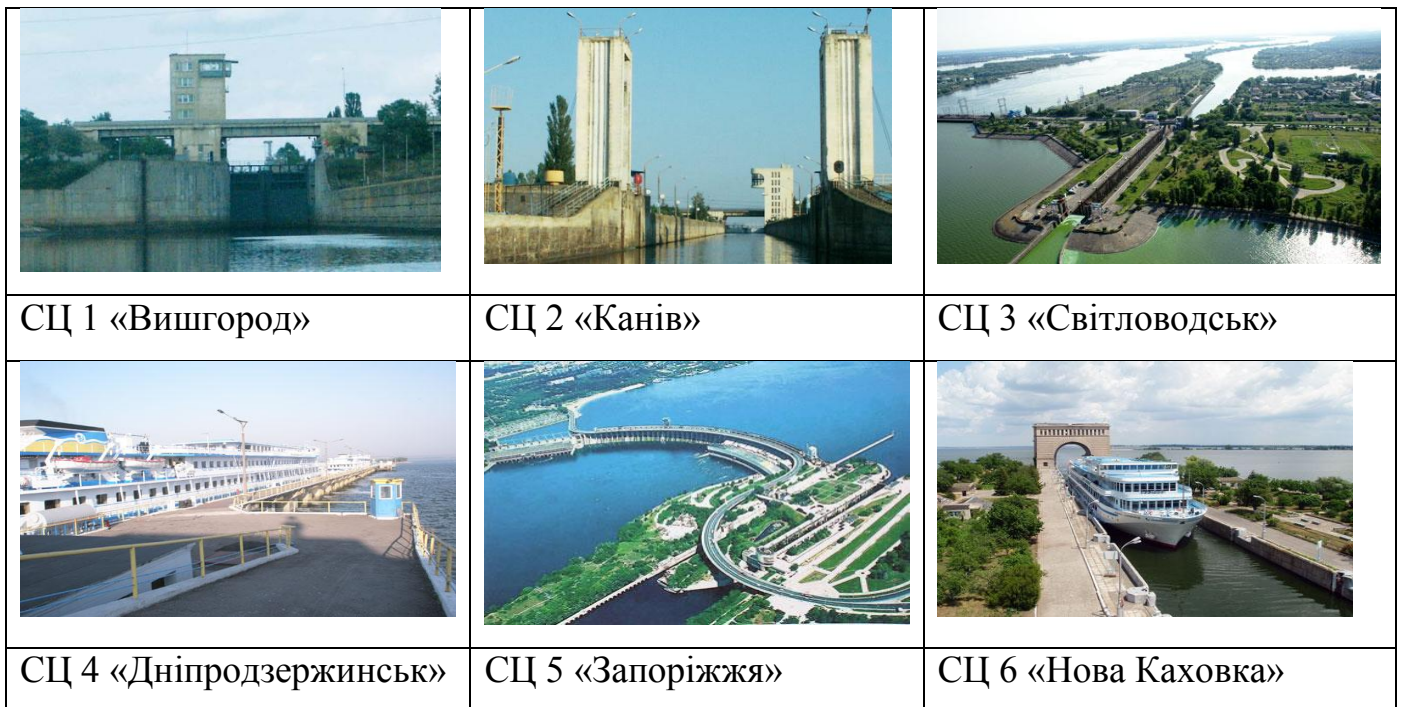 СЦ 1 «Вишгород»
СЦ 2 «Канів»
СЦ 3 «Світловодськ»
СЦ 4 «Дніпродзержинськ»
СЦ 5 «Запоріжжя»
СЦ 6 «Нова Каховка»